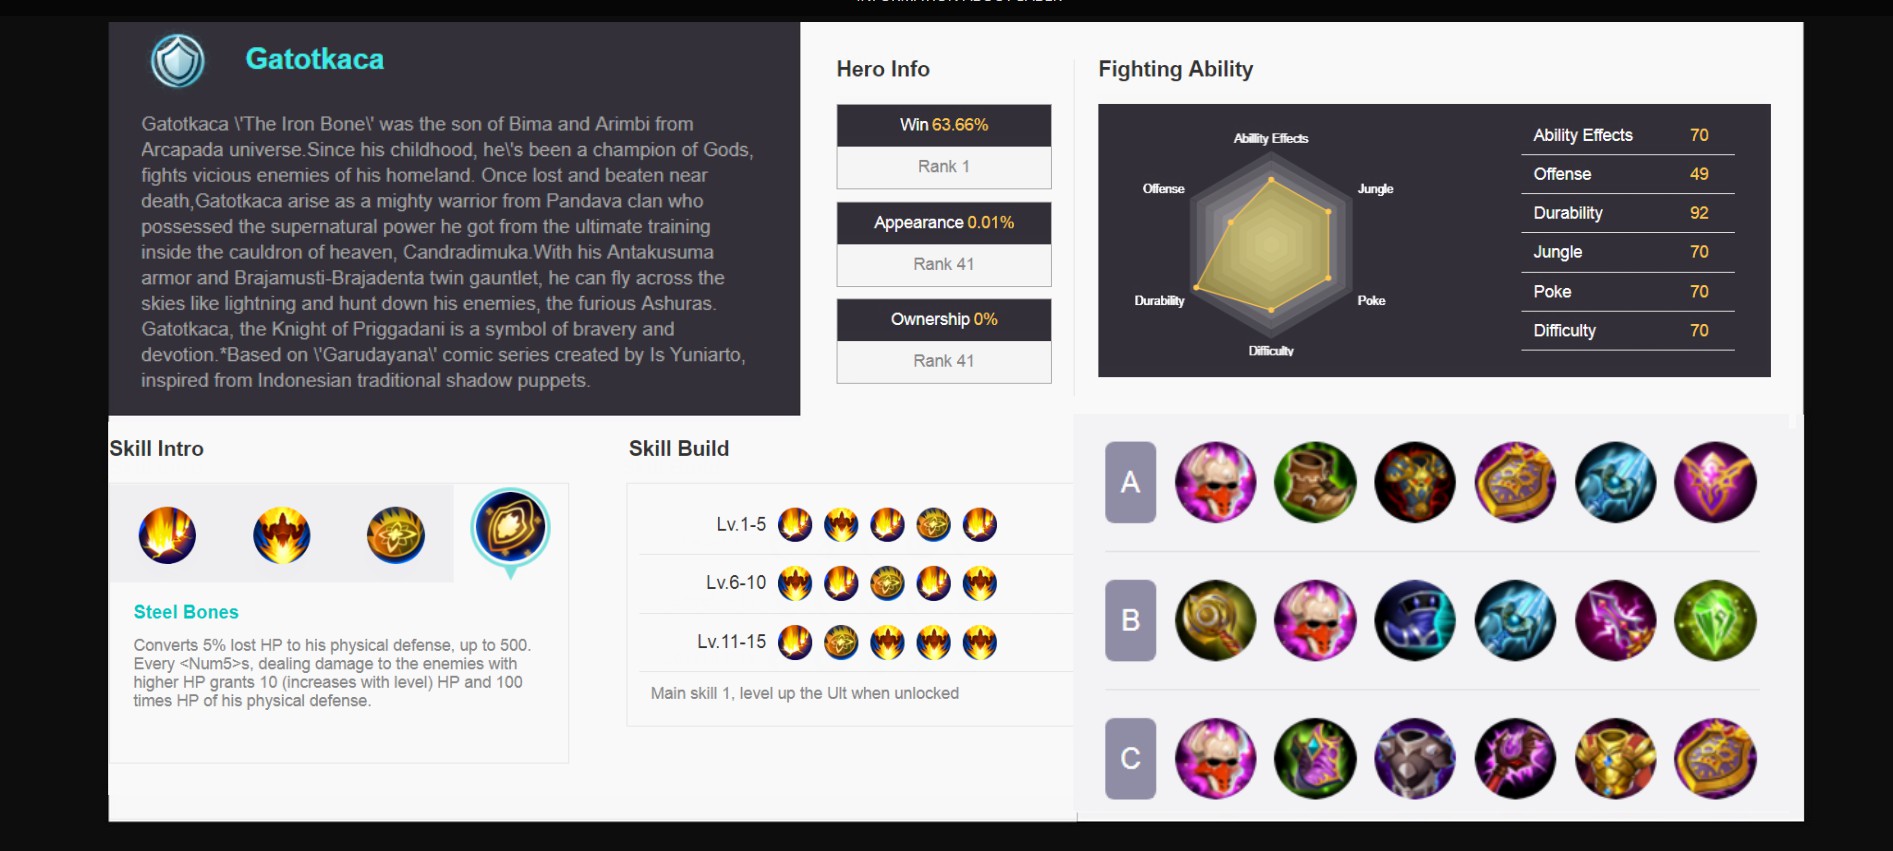 INFORMATION ABOUT SABER
Gatotkaca
Gatotkaca \'The Iron Bone\' was the son of Bima and Arimbi from
Arcapada universe.Since his childhood, he\'s been a champion of Gods,
fights vicious enemies of his homeland. Once lost and beaten near
death,Gatotkaca arise as a mighty warrior from Pandava clan who
possessed the supernatural power he got from the ultimate training
inside the cauldron of heaven, Candradimuka.With his Antakusuma
armor and Brajamusti-Brajadenta twin gauntlet, he can fly across the
skies like lightning and hunt down his enemies, the furious Ashuras.
Gatotkaca, the Knight of Priggadani is a symbol of bravery and
devotion.*Based on \'Garudayana\' comic series created by Is Yuniarto,
inspired from Indonesian traditional shadow puppets.
Hero Info
Win 63.66%
Rank 1
Appearance 0.01%
Rank 41
Ownership 0%
Rank 41
Fighting Ability
Abillity Effects
Offense
Jungle
Durability
Poke
Difficulty
Ability Effects 70
Offense 49
Durability 92
Jungle 70
Poke 70
Difficulty 70
Skill Intro
Steel Bones
Converts 5% lost HP to his physical defense, up to 500.
Every <Num5>s, dealing damage to the enemies with
higher HP grants 10 (increases with level) HP and 100
times HP of his physical defense.
Skill Build
Lv.1-5
Lv.6-10
Lv.11-15
Main skill 1, level up the Ult when unlocked
A
B
C